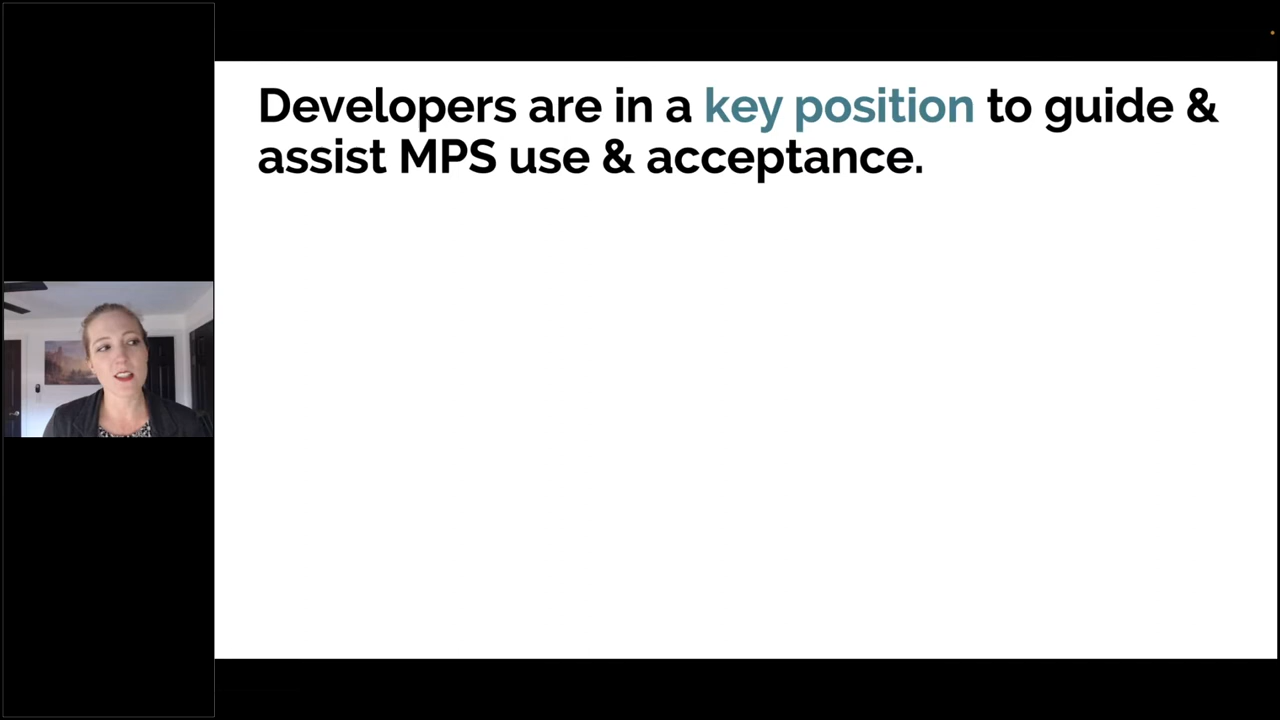 Developers are in a key position to guide &
assist MPS use & acceptance.